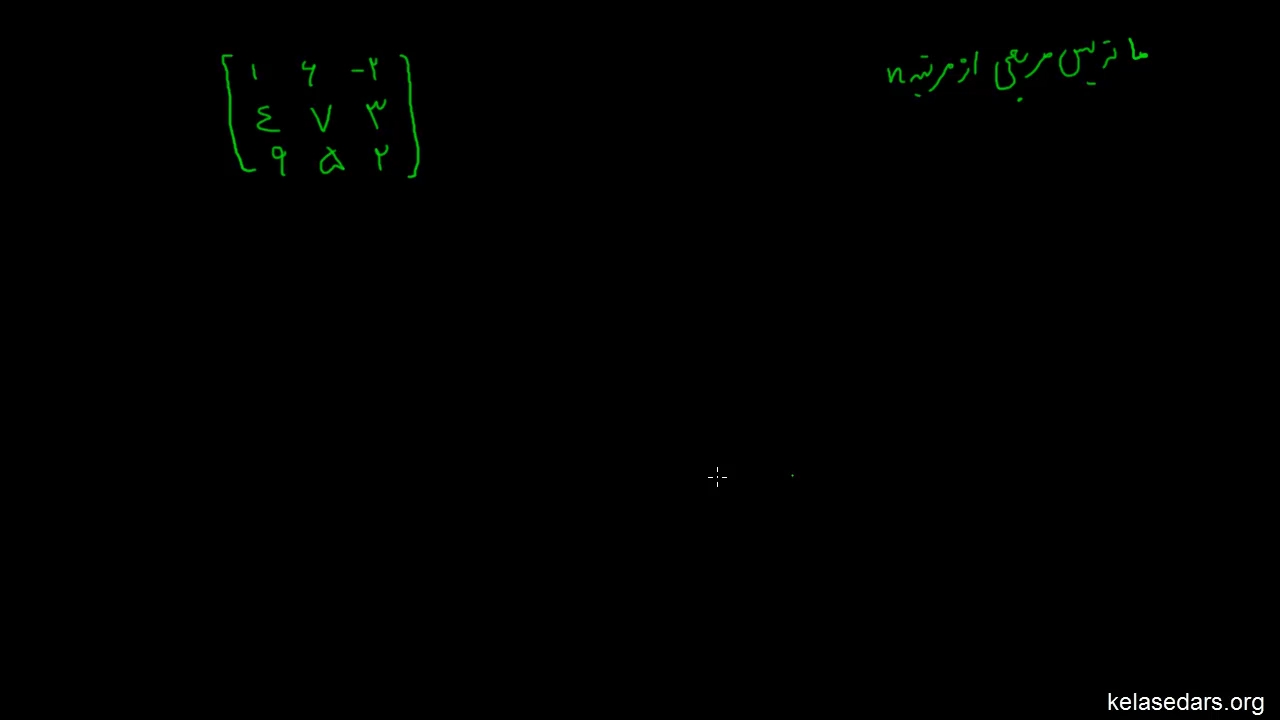 ماتریس مربعی از مرتبه n
۱ ۶ -۲
٤ ۷ ۳
۹ ۵ ۲
kelasedars.org